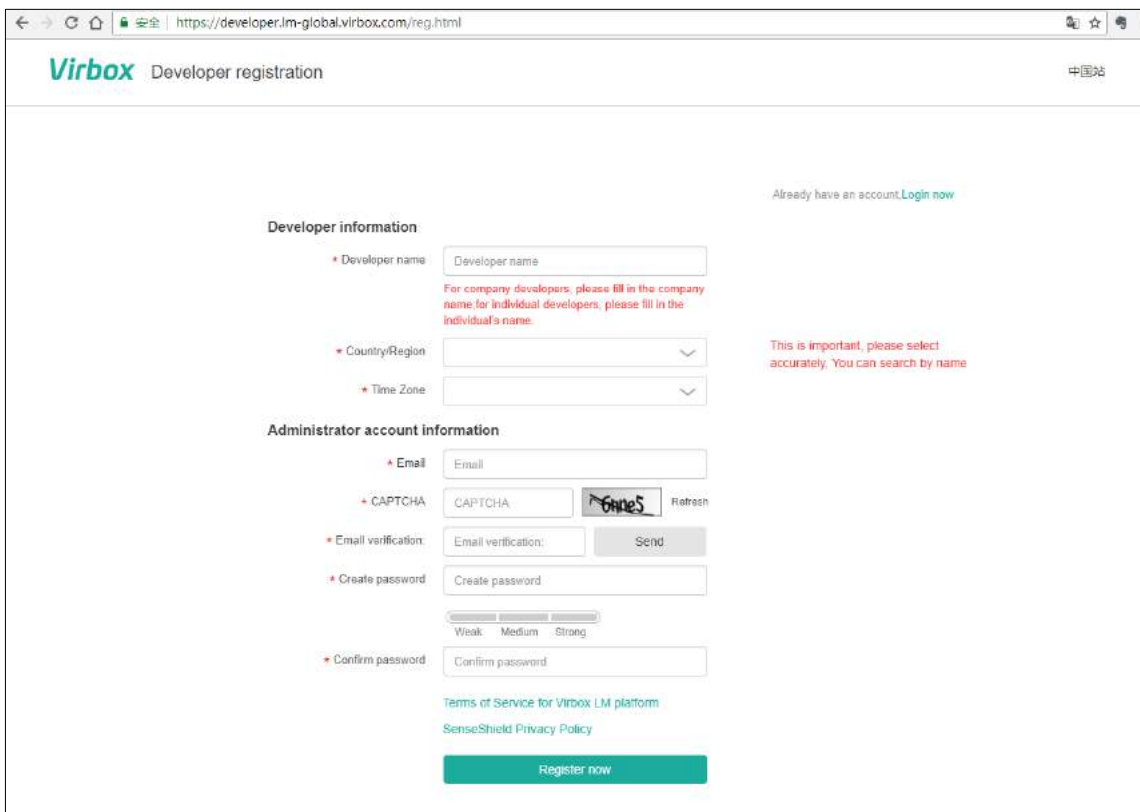 安全 | https://developer.lm-global.virbox.com/reg.html
Virbox Developer registration 中国站
Already have an account,Login now
Developer information
* Developer name Developer name
For company developers, please fill in the company
name;for individual developers, please fill in the
individual's name.
* Country/Region
This is important, please select
accurately, You can search by name
* Time Zone
Administrator account information
* Email Email
* CAPTCHA CAPTCHA Refresh
* Email verification: Email verification: Send
* Create password Create password
Weak Medium Strong
* Confirm password Confirm password
Terms of Service for Virbox LM platform
SenseShield Privacy Policy
Register now